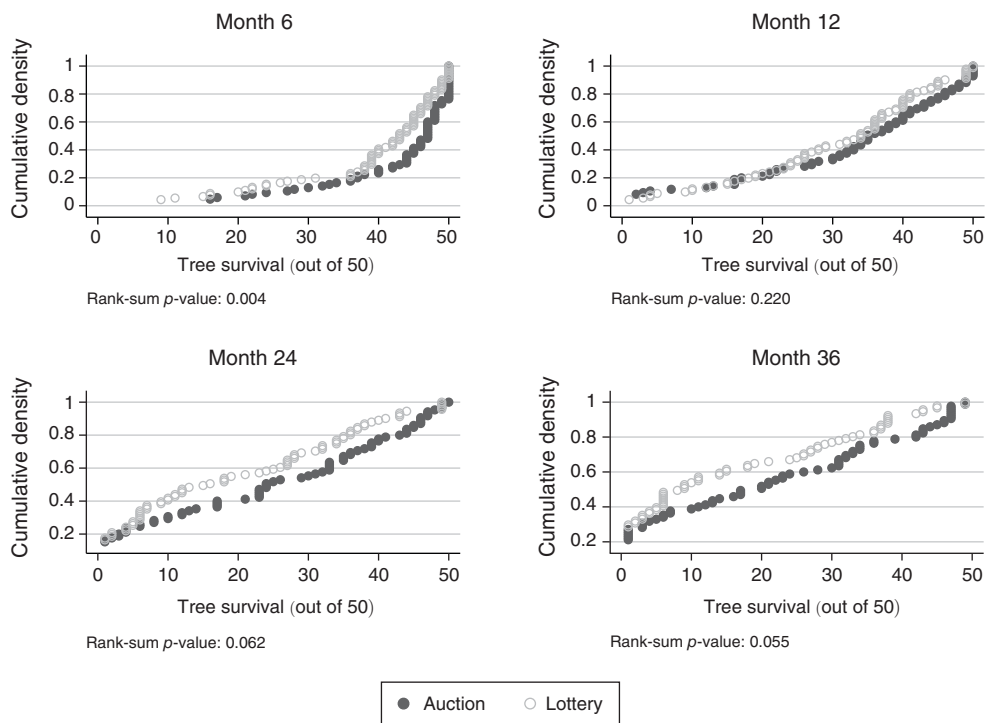 Month 6
Cumulative density
1
0.8
0.6
0.4
0.2
0
0 10 20 30 40 50
Tree survival (out of 50)
Rank-sum p-value: 0.004
Month 12
Cumulative density
1
0.8
0.6
0.4
0.2
0
0 10 20 30 40 50
Tree survival (out of 50)
Rank-sum p-value: 0.220
Month 24
Cumulative density
1
0.8
0.6
0.4
0.2
0 10 20 30 40 50
Tree survival (out of 50)
Rank-sum p-value: 0.062
Month 36
Cumulative density
1
0.8
0.6
0.4
0.2
0 10 20 30 40 50
Tree survival (out of 50)
Rank-sum p-value: 0.055
Auction Lottery